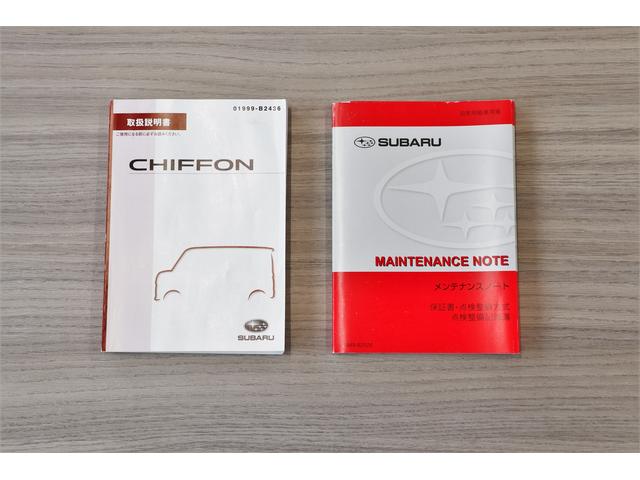 01999-B2436
取扱説明書
ご使用になる前に必ずお読みください。
CHIFFON
SUBARU
SUBARU
MAINTENANCE NOTE
メンテナンスノート
保証書・点検整備方式
点検整備記録簿